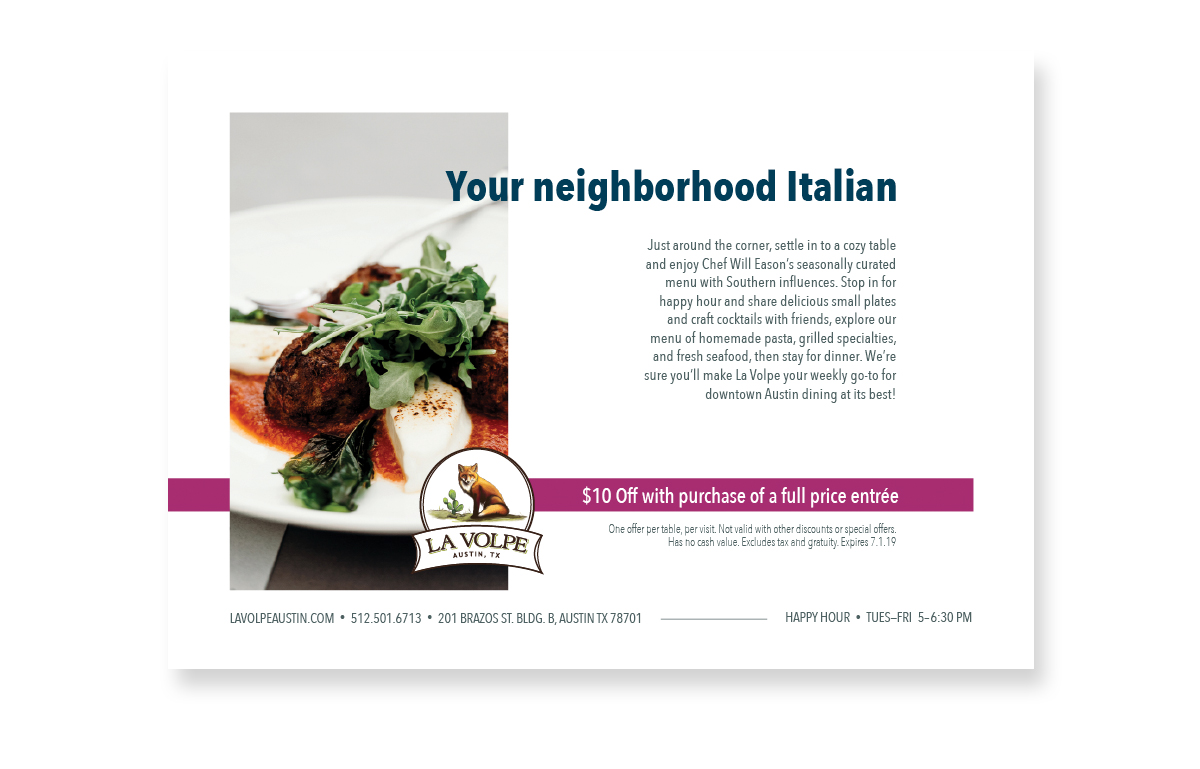 Your neighborhood Italian
Just around the corner, settle in to a cozy table
and enjoy Chef Will Eason’s seasonally curated
menu with Southern influences. Stop in for
happy hour and share delicious small plates
and craft cocktails with friends, explore our
menu of homemade pasta, grilled specialties,
and fresh seafood, then stay for dinner. We’re
sure you’ll make La Volpe your weekly go-to for
downtown Austin dining at its best!
$10 Off with purchase of a full price entrée
One offer per table, per visit. Not valid with other discounts or special offers.
Has no cash value. Excludes tax and gratuity. Expires 7.1.19
LA VOLPE
AUSTIN, TX
LAVOLPEAUSTIN.COM • 512.501.6713 • 201 BRAZOS ST. BLDG. B, AUSTIN TX 78701
HAPPY HOUR • TUES–FRI 5–6:30 PM